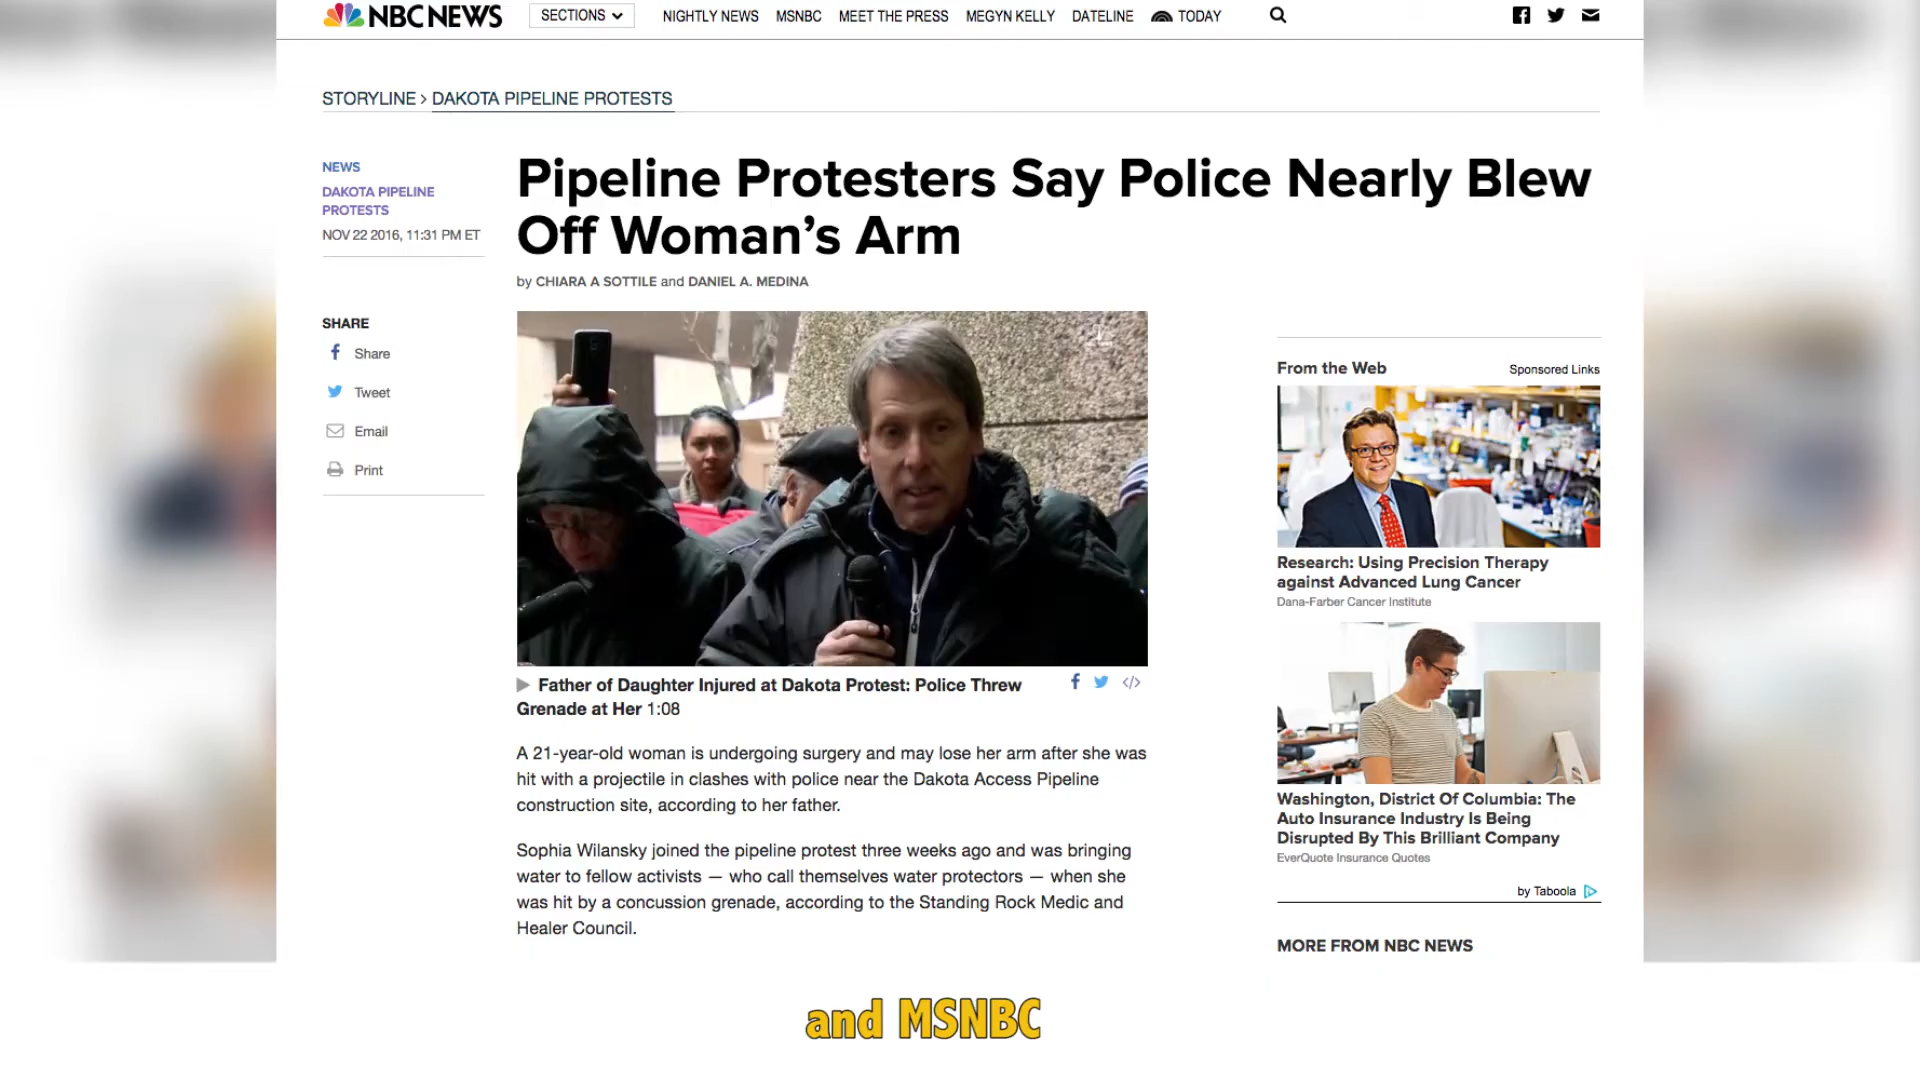 NBC NEWS
SECTIONS
NIGHTLY NEWS MSNBC MEET THE PRESS MEGYN KELLY DATELINE TODAY
STORYLINE > DAKOTA PIPELINE PROTESTS
NEWS
DAKOTA PIPELINE
PROTESTS
NOV 22 2016, 11:31 PM ET
SHARE
Share
Tweet
Email
Print
Pipeline Protesters Say Police Nearly Blew
Off Woman’s Arm
by CHIARA A SOTTILE and DANIEL A. MEDINA
Father of Daughter Injured at Dakota Protest: Police Threw
Grenade at Her 1:08
A 21-year-old woman is undergoing surgery and may lose her arm after she was
hit with a projectile in clashes with police near the Dakota Access Pipeline
construction site, according to her father.
Sophia Wilansky joined the pipeline protest three weeks ago and was bringing
water to fellow activists — who call themselves water protectors — when she
was hit by a concussion grenade, according to the Standing Rock Medic and
Healer Council.
From the Web
Sponsored Links
Research: Using Precision Therapy
against Advanced Lung Cancer
Dana-Farber Cancer Institute
Washington, District Of Columbia: The
Auto Insurance Industry Is Being
Disrupted By This Brilliant Company
EverQuote Insurance Quotes
by Taboola
MORE FROM NBC NEWS
and MSNBC